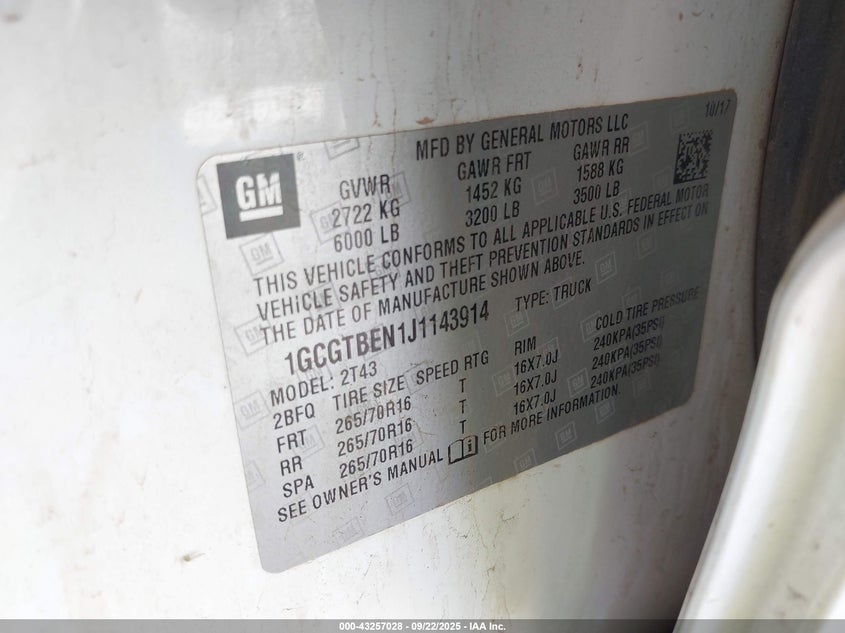 10/17
MFD BY GENERAL MOTORS LLC
GM
GVWR GAWR FRT GAWR RR
2722 KG 1452 KG 1588 KG
6000 LB 3200 LB 3500 LB
THIS VEHICLE CONFORMS TO ALL APPLICABLE U.S. FEDERAL MOTOR
VEHICLE SAFETY AND THEFT PREVENTION STANDARDS IN EFFECT ON
THE DATE OF MANUFACTURE SHOWN ABOVE.
1GCGTBEN1J1143914 TYPE: TRUCK
MODEL: 2T43
2BFQ TIRE SIZE SPEED RTG RIM COLD TIRE PRESSURE
FRT 265/70R16 T 16X7.0J 240KPA(35PSI)
RR 265/70R16 T 16X7.0J 240KPA(35PSI)
SPA 265/70R16 T 16X7.0J 240KPA(35PSI)
SEE OWNER'S MANUAL FOR MORE INFORMATION.
000-43257028 - 09/22/2025 - IAA Inc.